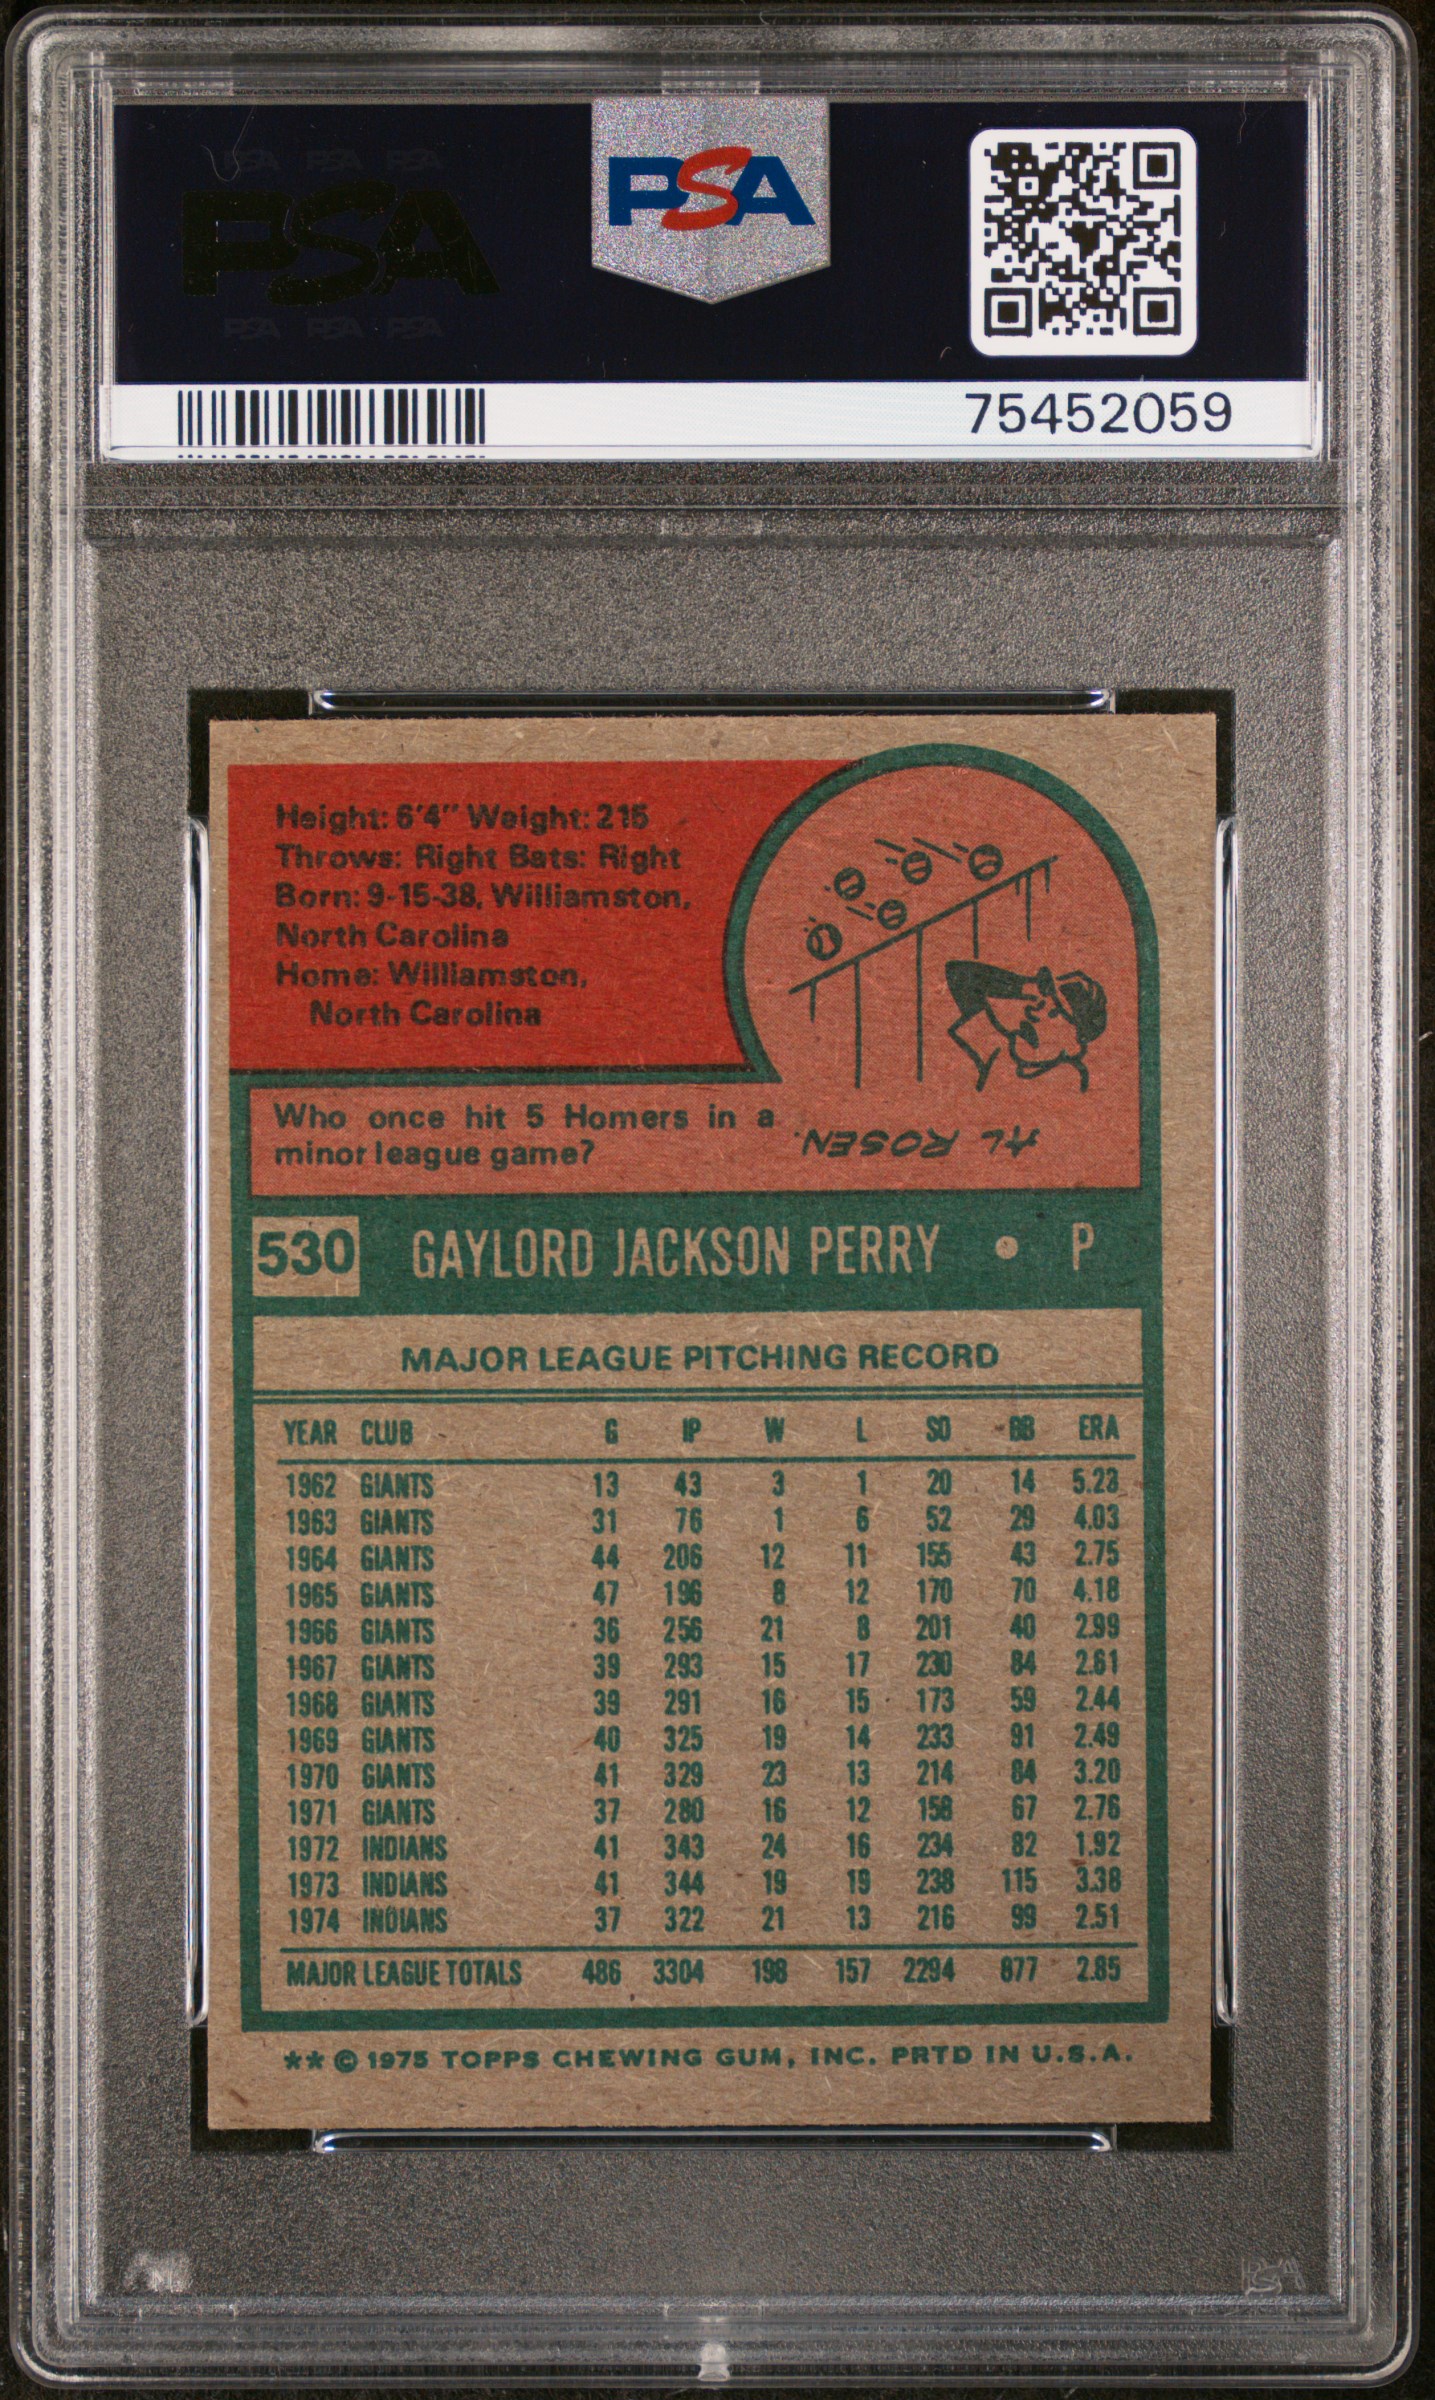 PSA PSA PSA
PSA
PSA PSA PSA
PSA
75452059
Height: 6'4" Weight: 215
Throws: Right Bats: Right
Born: 9-15-38, Williamston,
North Carolina
Home: Williamston,
North Carolina
Who once hit 5 Homers in a
minor league game?
AL ROSEN.
530 GAYLORD JACKSON PERRY • P
MAJOR LEAGUE PITCHING RECORD
YEAR CLUB G IP W L SO BB ERA
1962 GIANTS 13 43 3 1 20 14 5.23
1963 GIANTS 31 76 1 6 52 29 4.03
1964 GIANTS 44 206 12 11 155 43 2.75
1965 GIANTS 47 196 8 12 170 70 4.18
1966 GIANTS 36 256 21 8 201 40 2.99
1967 GIANTS 39 293 15 17 230 84 2.61
1968 GIANTS 39 291 16 15 173 59 2.44
1969 GIANTS 40 325 19 14 233 91 2.49
1970 GIANTS 41 329 23 13 214 84 3.20
1971 GIANTS 37 280 16 12 158 67 2.76
1972 INDIANS 41 343 24 16 234 82 1.92
1973 INDIANS 41 344 19 19 238 115 3.38
1974 INDIANS 37 322 21 13 216 99 2.51
MAJOR LEAGUE TOTALS 486 3304 198 157 2294 877 2.85
** © 1975 TOPPS CHEWING GUM, INC. PRTD IN U.S.A.
PSA